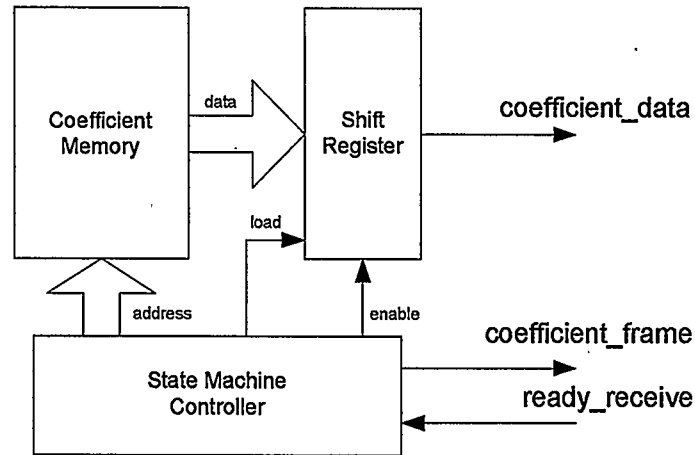 data
coefficient_data
Coefficient
Memory
Shift
Register
load
address
enable
coefficient_frame
State Machine
Controller
ready_receive